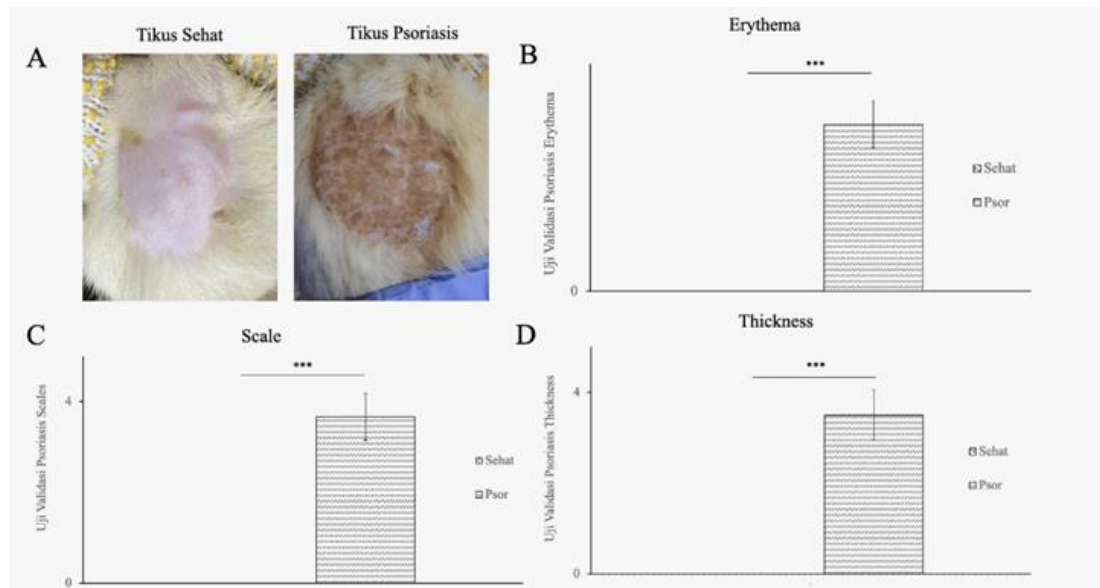 A
Tikus Sehat
Tikus Psoriasis
B
Erythema
***
Uji Validasi Psoriasis Erythema
0
Sehat
Psor
C
Scale
***
Uji Validasi Psoriasis Scales
4
0
Sehat
Psor
D
Thickness
***
Uji Validasi Psoriasis Thickness
4
0
Sehat
Psor